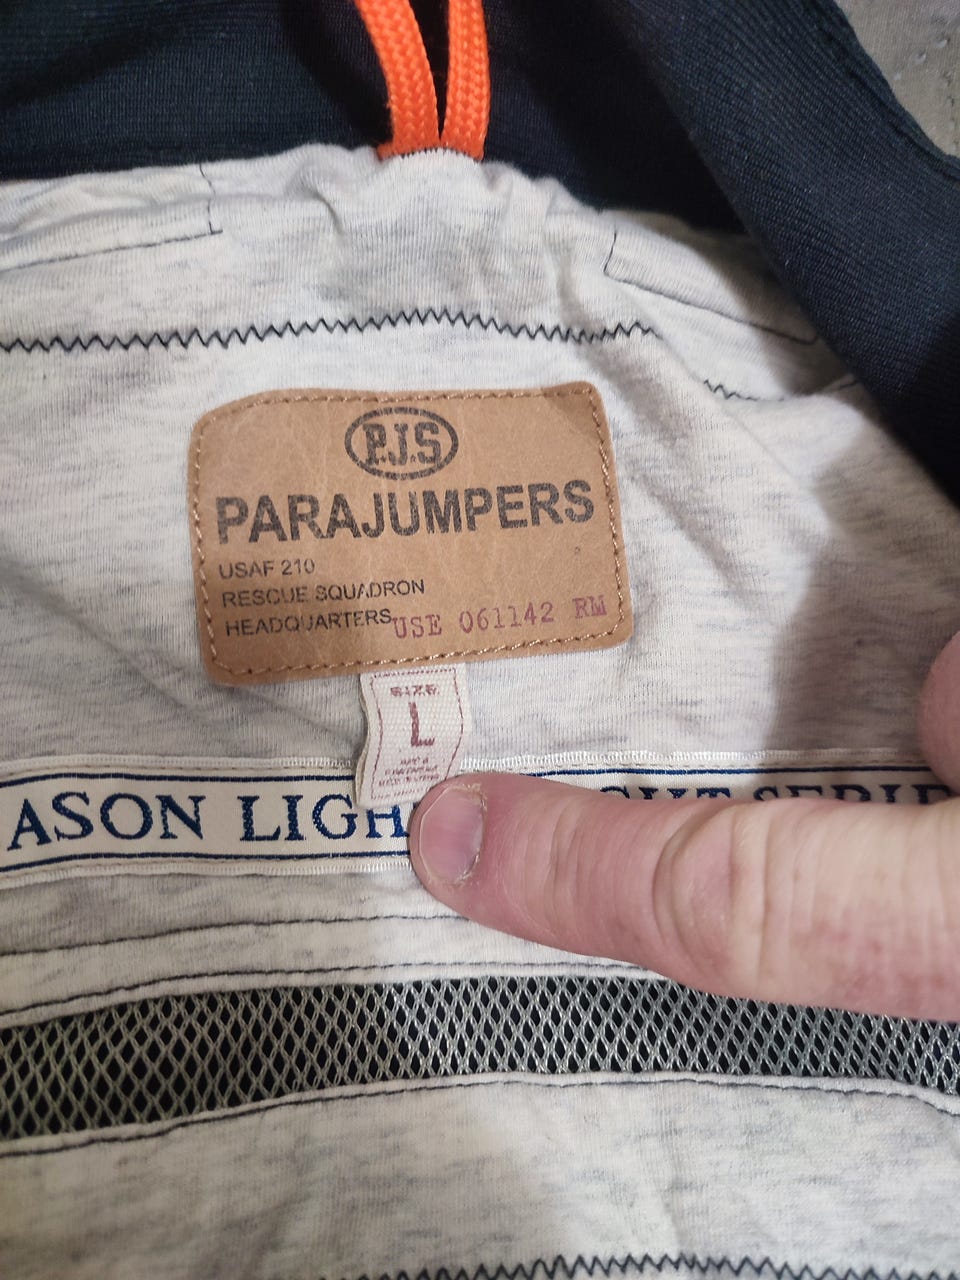 P.J.S
PARAJUMPERS
USAF 210
RESCUE SQUADRON
HEADQUARTERS
USE 061142 RM
SIZE
L
ASON LIGH